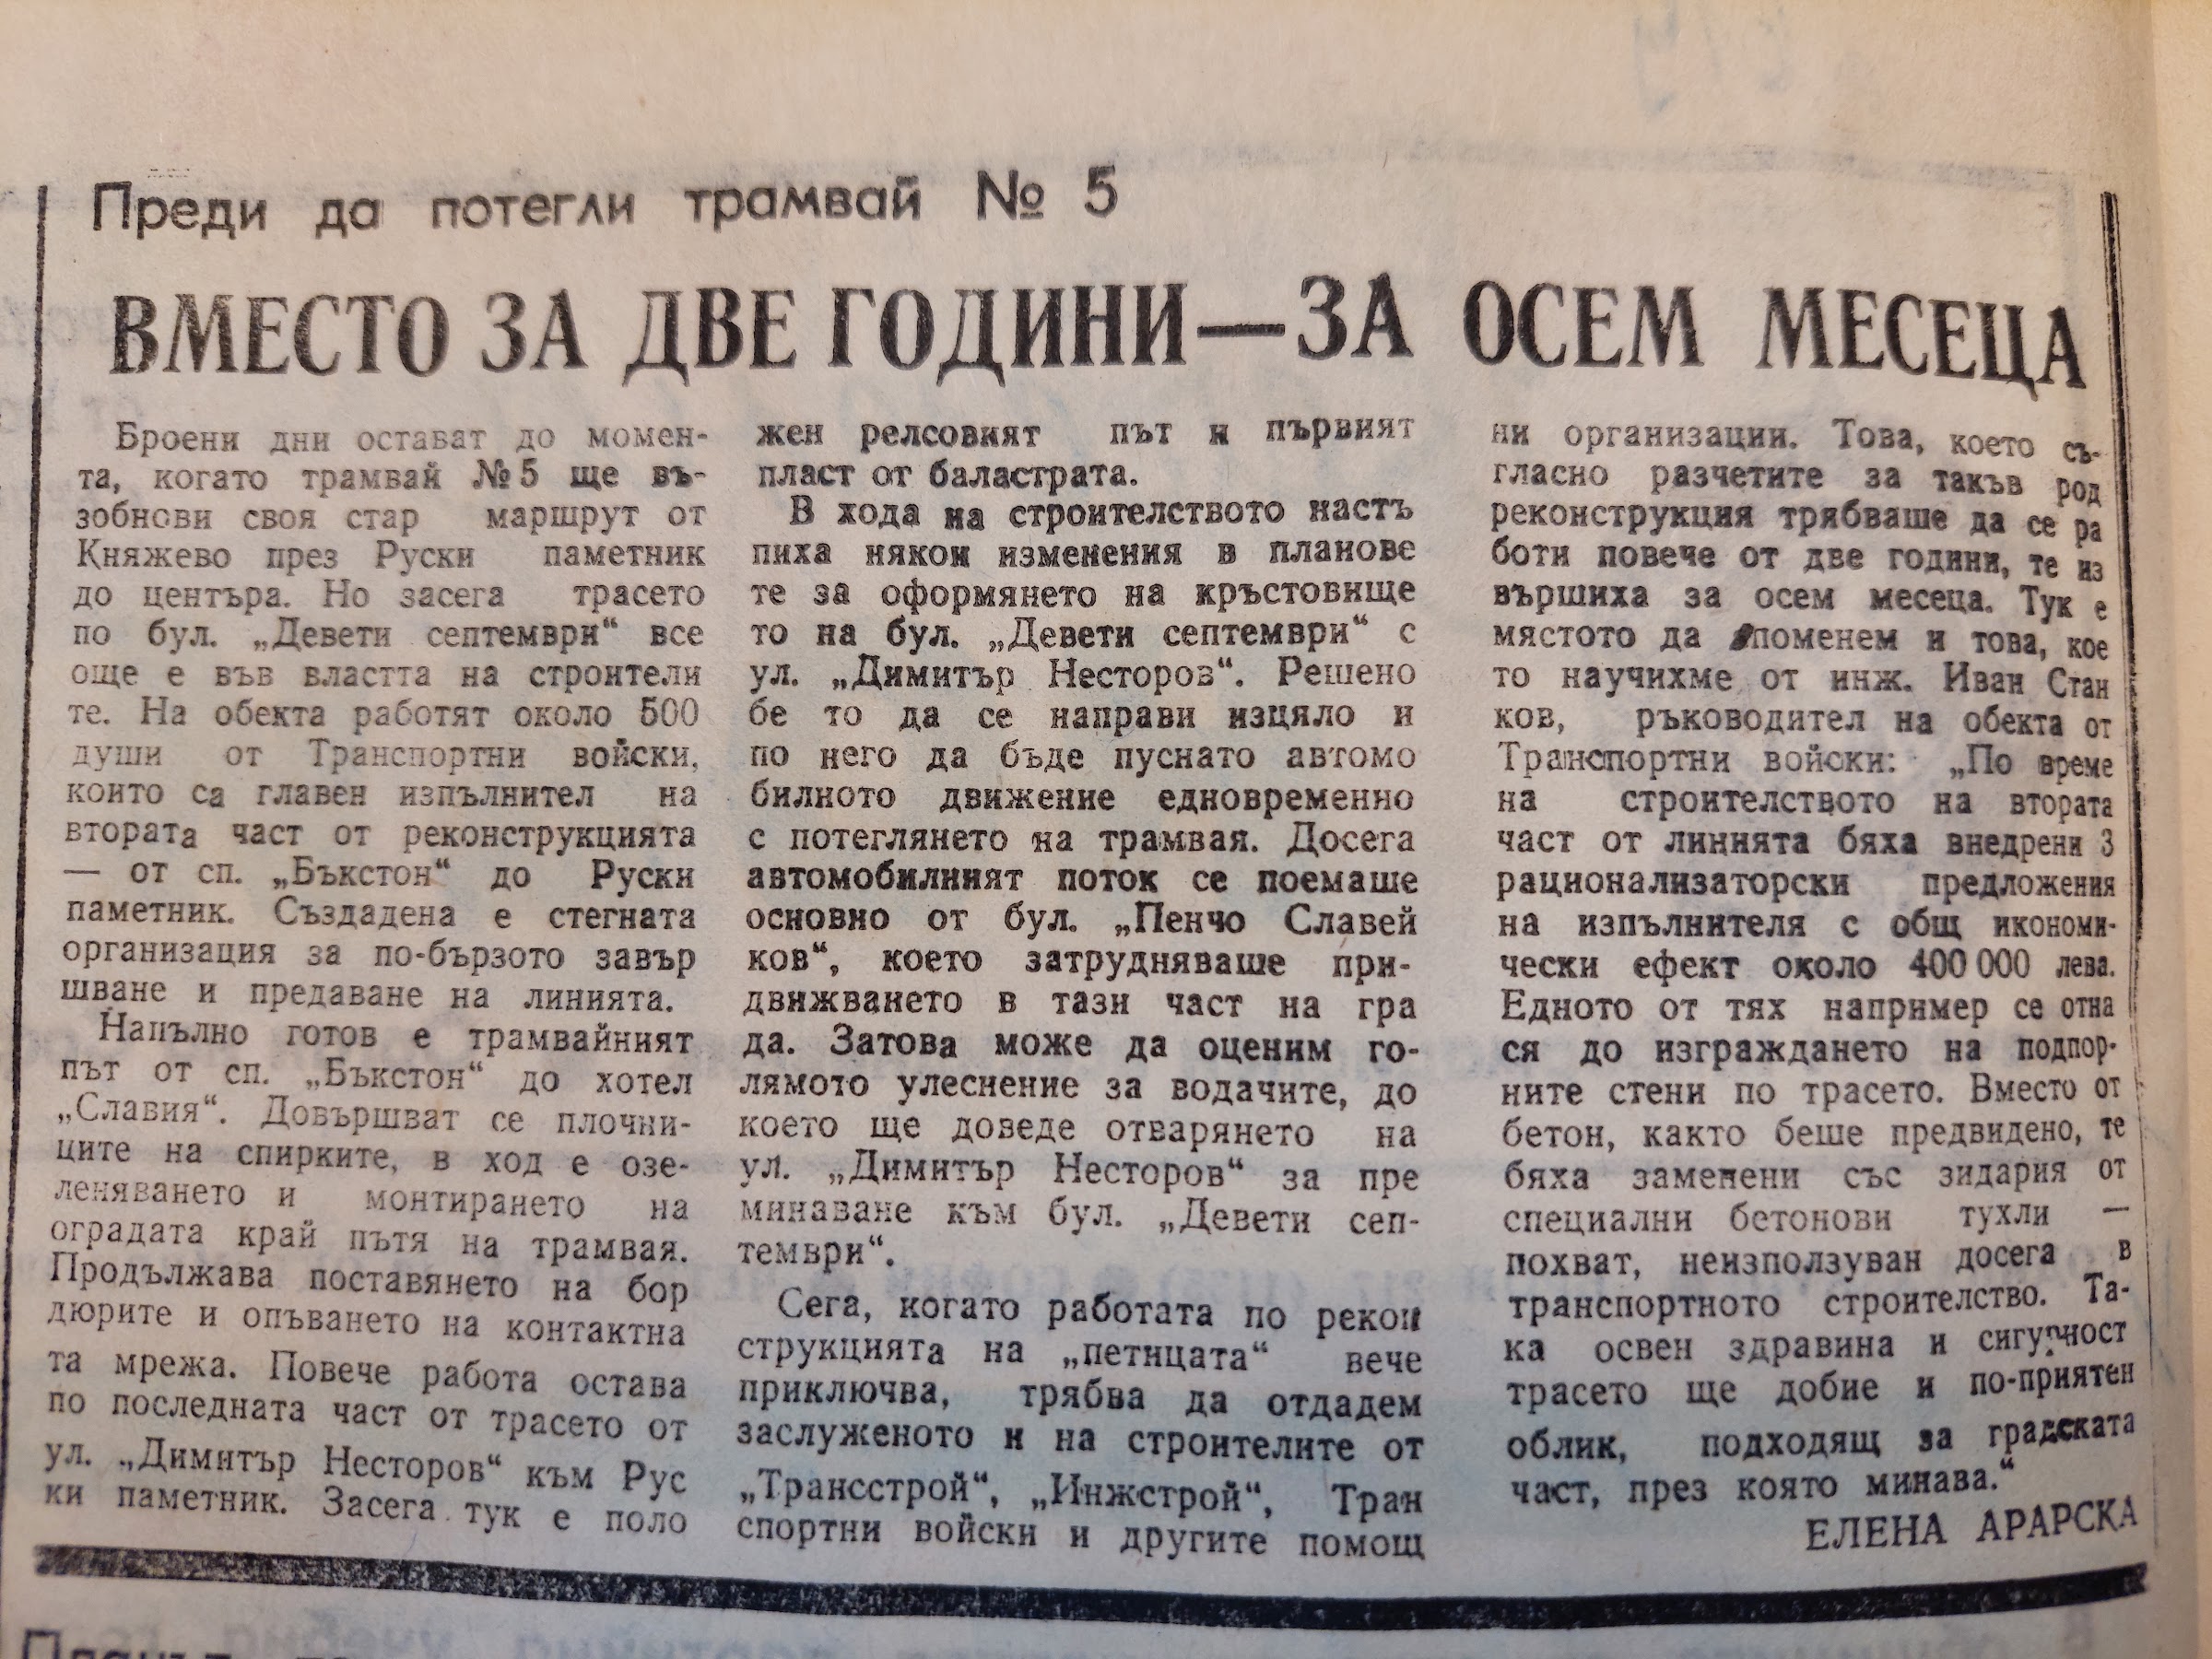 Преди да потегли трамвай № 5
ВМЕСТО ЗА ДВЕ ГОДИНИ — ЗА ОСЕМ МЕСЕЦА
Броени дни остават до момен-
та, когато трамвай №5 ще въ-
зобнови своя стар маршрут от
Княжево през Руски паметник
до центъра. Но засега трасето
по бул. „Девети септември“ все
още е във властта на строители
те. На обекта работят около 500
души от Транспортни войски,
които са главен изпълнител на
втората част от реконструкцията
— от сп. „Бъкстон“ до Руски
паметник. Създадена е стегната
организация за по-бързото завър
шване и предаване на линията.
Напълно готов е трамвайният
път от сп. „Бъкстон“ до хотел
„Славия“. Довършват се плочни-
ците на спирките, в ход е озе-
леняването и монтирането на
оградата край пътя на трамвая.
Продължава поставянето на бор
дюрите и опъването на контактна
та мрежа. Повече работа остава
по последната част от трасето от
ул. „Димитър Несторов“ към Рус
ки паметник. Засега тук е поло
жен релсовият път и първият
пласт от баластрата.
В хода на строителството настъ
пиха някои изменения в планове
те за оформянето на кръстовище
то на бул. „Девети септември“ с
ул. „Димитър Несторов“. Решено
бе то да се направи изцяло и
по него да бъде пуснато автомо
билното движение едновременно
с потеглянето на трамвая. Досега
автомобилният поток се поемаше
основно от бул. „Пенчо Славей
ков“, което затрудняваше при-
движването в тази част на гра
да. Затова може да оценим го-
лямото улеснение за водачите, до
което ще доведе отварянето на
ул. „Димитър Несторов“ за пре
минаване към бул. „Девети сеп-
тември“.
Сега, когато работата по рекон
струкцията на „петицата“ вече
приключва, трябва да отдадем
заслуженото и на строителите от
„Трансстрой“, „Инжстрой“, Тран
спортни войски и другите помощ
ни организации. Това, което съ-
гласно разчетите за такъв род
реконструкция трябваше да се ра
боти повече от две години, те из
вършиха за осем месеца. Тук е
мястото да споменем и това, кое
то научихме от инж. Иван Стан
ков, ръководител на обекта от
Транспортни войски: „По време
на строителството на втората
част от линията бяха внедрени 3
рационализаторски предложения
на изпълнителя с общ икономи-
чески ефект около 400 000 лева.
Едното от тях например се отна
ся до изграждането на подпор-
ните стени по трасето. Вместо от
бетон, както беше предвидено, те
бяха заменени със зидария от
специални бетонови тухли —
похват, неизползуван досега в
транспортното строителство. Та-
ка освен здравина и сигурност
трасето ще добие и по-приятен
облик, подходящ за градската
част, през която минава.“
ЕЛЕНА АРАРСКА